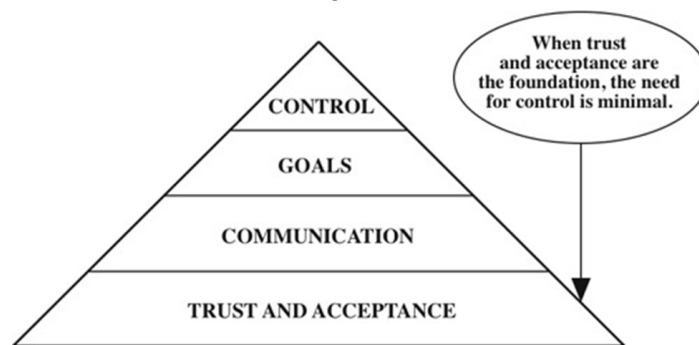 When trust
and acceptance are
the foundation, the need
for control is minimal.
CONTROL
GOALS
COMMUNICATION
TRUST AND ACCEPTANCE